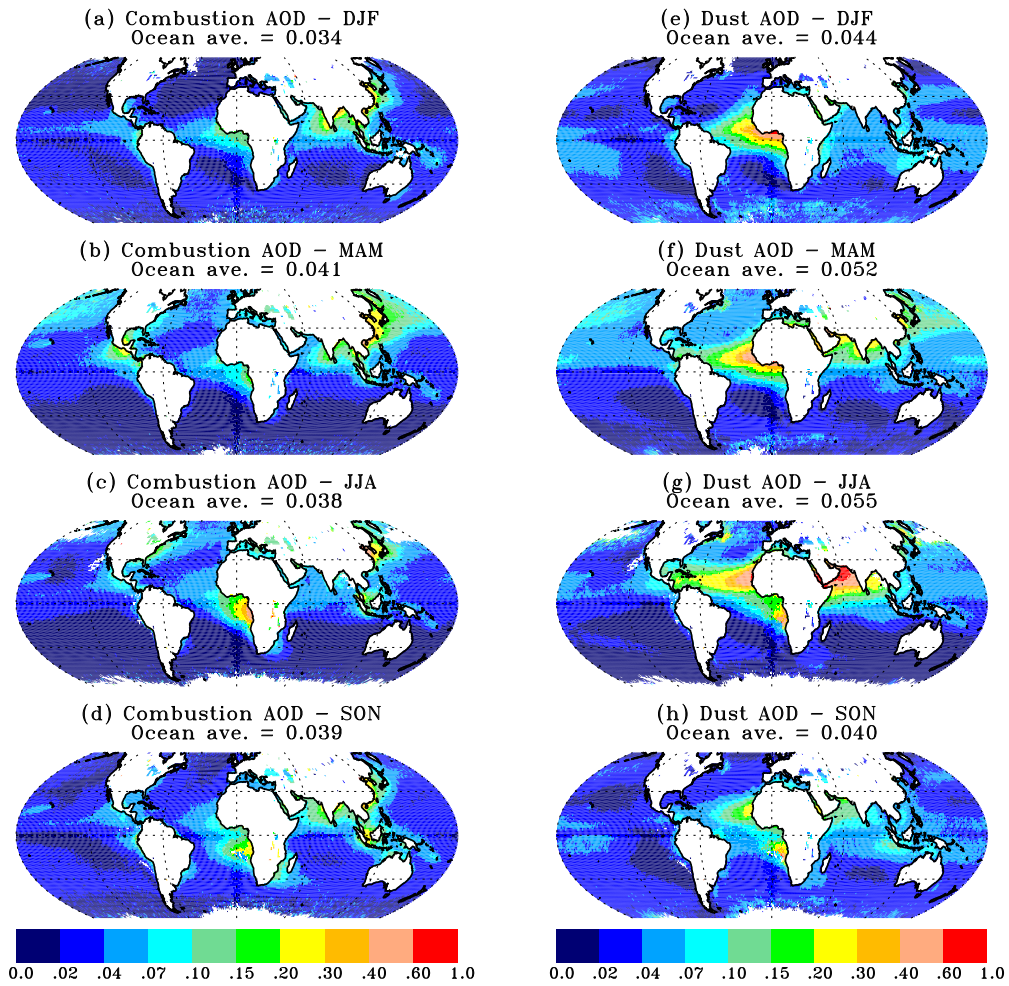 (a) Combustion AOD − DJF
Ocean ave. = 0.034
(e) Dust AOD − DJF
Ocean ave. = 0.044
(b) Combustion AOD − MAM
Ocean ave. = 0.041
(f) Dust AOD − MAM
Ocean ave. = 0.052
(c) Combustion AOD − JJA
Ocean ave. = 0.038
(g) Dust AOD − JJA
Ocean ave. = 0.055
(d) Combustion AOD − SON
Ocean ave. = 0.039
(h) Dust AOD − SON
Ocean ave. = 0.040
0.0 .02 .04 .07 .10 .15 .20 .30 .40 .60 1.0
0.0 .02 .04 .07 .10 .15 .20 .30 .40 .60 1.0